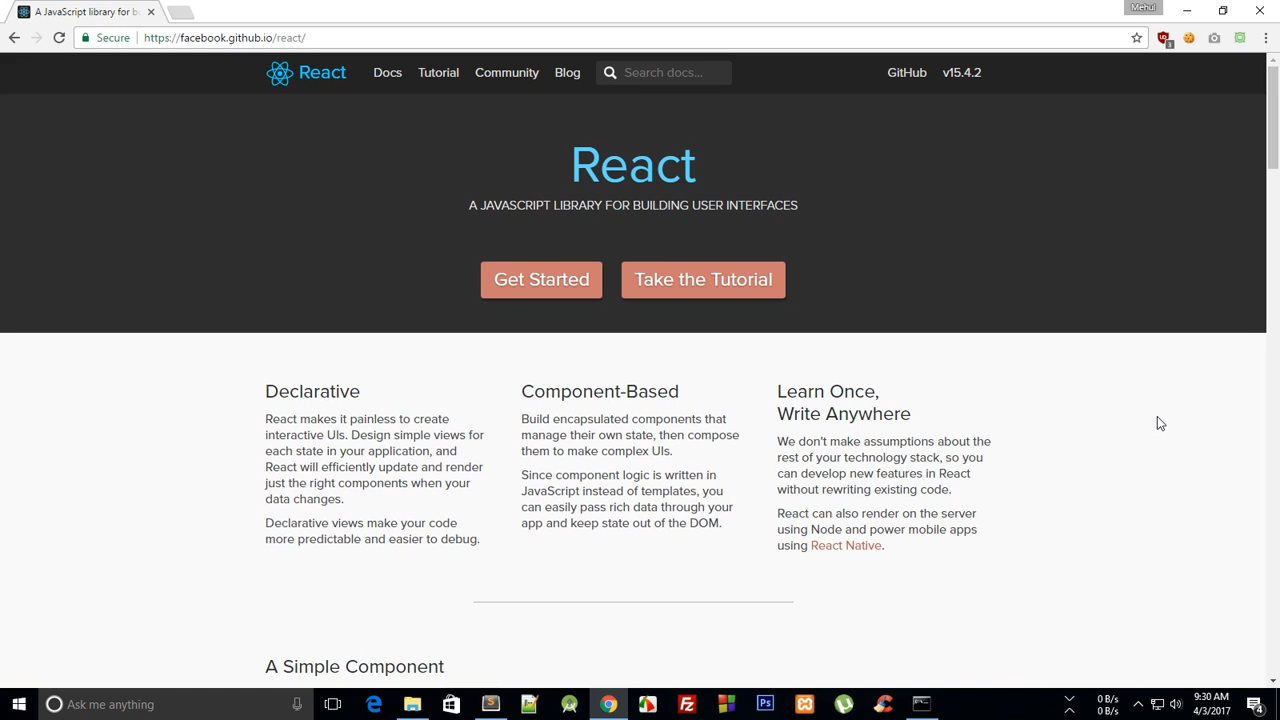 A JavaScript library for b
Mehul
Secure
https://facebook.github.io/react/
3
React
Docs
Tutorial
Community
Blog
Search docs...
GitHub
v15.4.2
React
A JAVASCRIPT LIBRARY FOR BUILDING USER INTERFACES
Get Started
Take the Tutorial
Declarative
React makes it painless to create
interactive UIs. Design simple views for
each state in your application, and
React will efficiently update and render
just the right components when your
data changes.
Declarative views make your code
more predictable and easier to debug.
Component-Based
Build encapsulated components that
manage their own state, then compose
them to make complex UIs.
Since component logic is written in
JavaScript instead of templates, you
can easily pass rich data through your
app and keep state out of the DOM.
Learn Once,
Write Anywhere
We don't make assumptions about the
rest of your technology stack, so you
can develop new features in React
without rewriting existing code.
React can also render on the server
using Node and power mobile apps
using React Native.
A Simple Component
Ask me anything
0 B/s
0 B/s
9:30 AM
4/3/2017
4